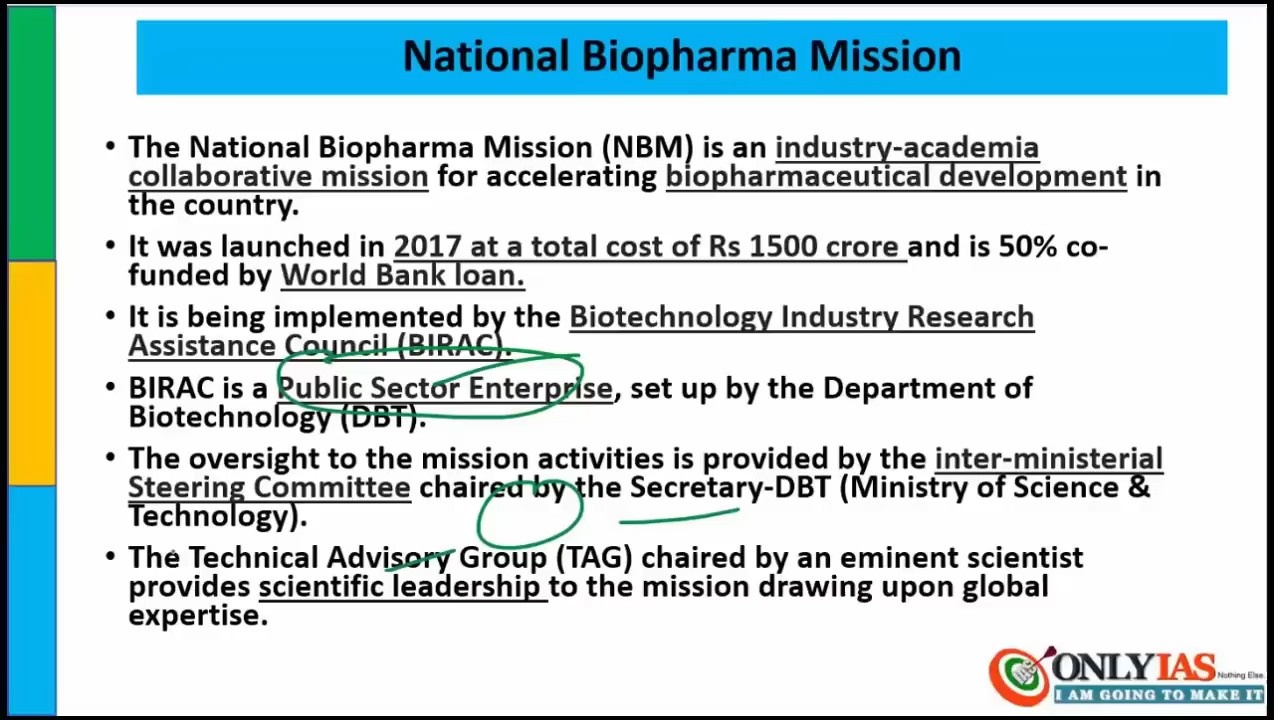 National Biopharma Mission
• The National Biopharma Mission (NBM) is an industry-academia
collaborative mission for accelerating biopharmaceutical development in
the country.
• It was launched in 2017 at a total cost of Rs 1500 crore and is 50% co-
funded by World Bank loan.
• It is being implemented by the Biotechnology Industry Research
Assistance Council (BIRAC).
• BIRAC is a Public Sector Enterprise, set up by the Department of
Biotechnology (DBT).
• The oversight to the mission activities is provided by the inter-ministerial
Steering Committee chaired by the Secretary-DBT (Ministry of Science &
Technology).
• The Technical Advisory Group (TAG) chaired by an eminent scientist
provides scientific leadership to the mission drawing upon global
expertise.
ONLYIAS Nothing Else
I AM GOING TO MAKE IT